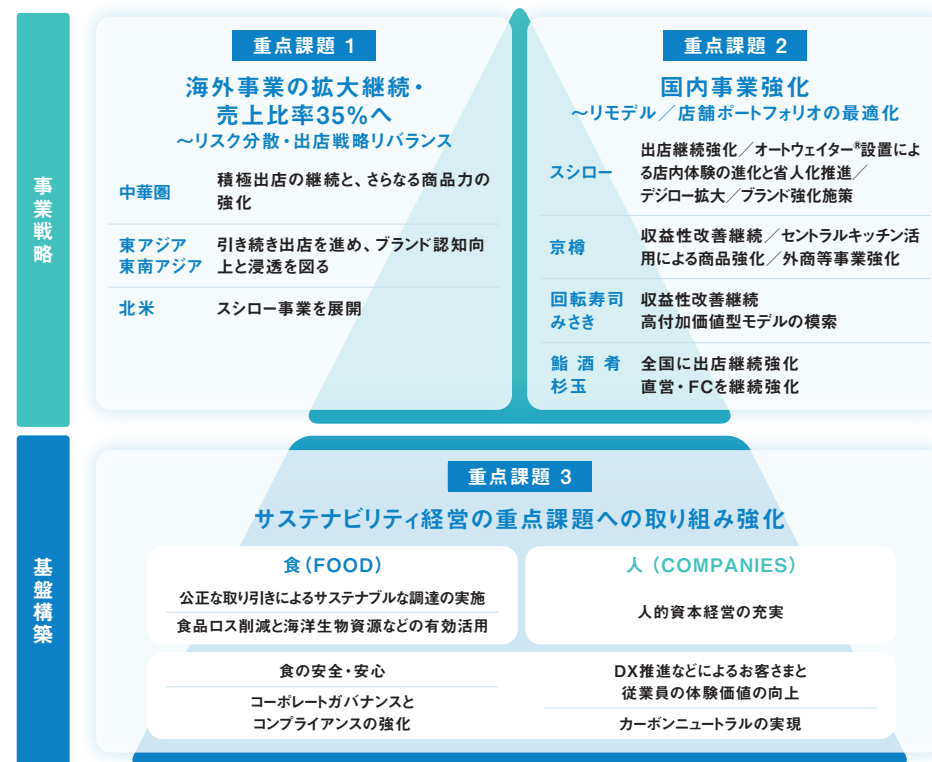 事業戦略
重点課題 1
海外事業の拡大継続・
売上比率35%へ
～リスク分散・出店戦略リバランス
中華圏
積極出店の継続と、さらなる商品力の
強化
東アジア
東南アジア
引き続き出店を進め、ブランド認知向
上と浸透を図る
北米
スシロー事業を展開
重点課題 2
国内事業強化
～リモデル／店舗ポートフォリオの最適化
スシロー
出店継続強化／オートウェイター®設置によ
る店内体験の進化と省人化推進／
デジロー拡大／ブランド強化施策
京樽
収益性改善継続／セントラルキッチン活
用による商品強化／外商等事業強化
回転寿司
みさき
収益性改善継続
高付加価値型モデルの模索
鮨 酒 肴
杉玉
全国に出店継続強化
直営・FCを継続強化
基盤構築
重点課題 3
サステナビリティ経営の重点課題への取り組み強化
食（FOOD）
公正な取り引きによるサステナブルな調達の実施
食品ロス削減と海洋生物資源などの有効活用
人（COMPANIES）
人的資本経営の充実
食の安全・安心
コーポレートガバナンスと
コンプライアンスの強化
DX推進などによるお客さまと
従業員の体験価値の向上
カーボンニュートラルの実現